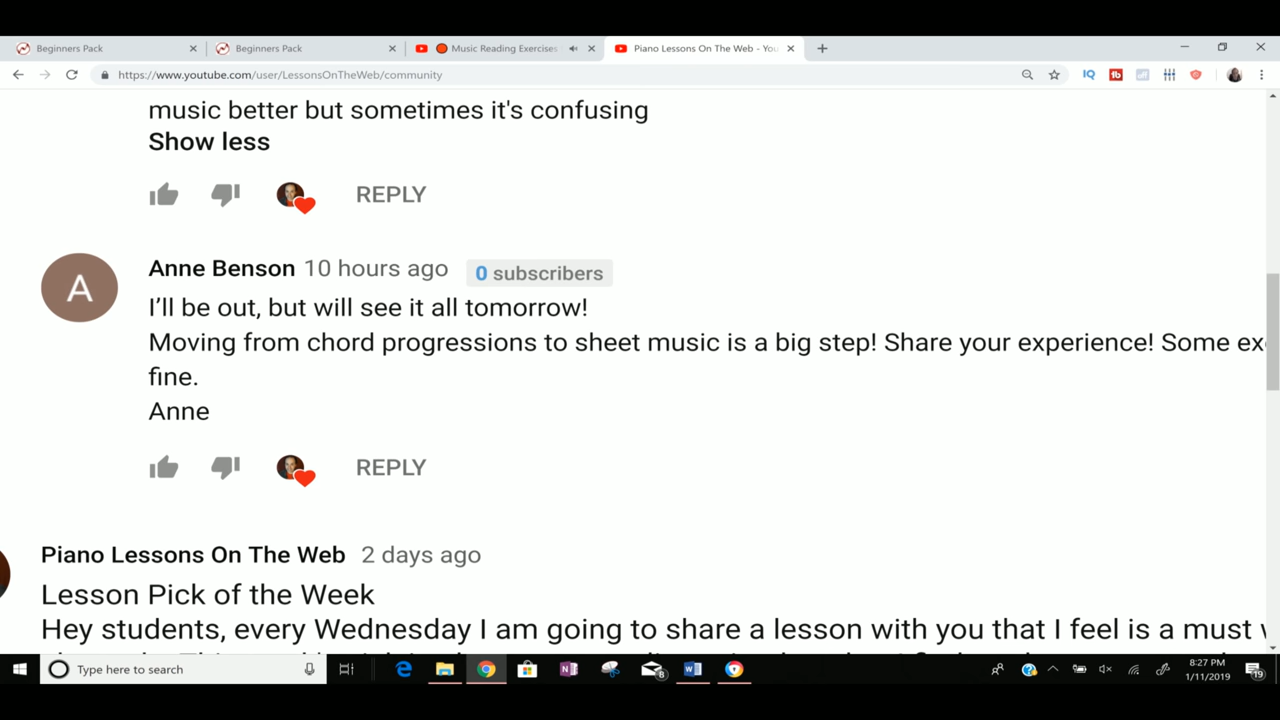 Beginners Pack
Beginners Pack
Music Reading Exercises
Piano Lessons On The Web - You
https://www.youtube.com/user/LessonsOnTheWeb/community
IQ
tb
music better but sometimes it's confusing
Show less
REPLY
A
Anne Benson 10 hours ago 0 subscribers
I’ll be out, but will see it all tomorrow!
Moving from chord progressions to sheet music is a big step! Share your experience! Some ex
fine.
Anne
REPLY
Piano Lessons On The Web 2 days ago
Lesson Pick of the Week
Hey students, every Wednesday I am going to share a lesson with you that I feel is a must
Type here to search
8
8:27 PM
1/11/2019
19